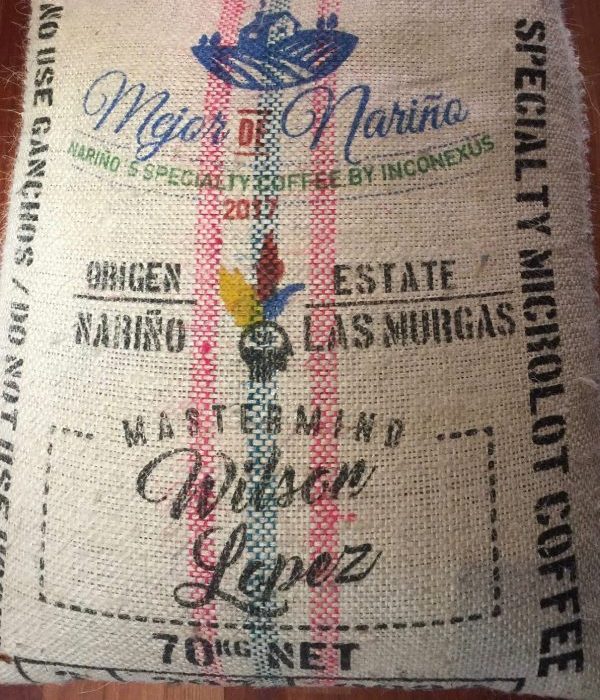 Mejor OF Nariño
NARIÑO'S SPECIALTY COFFEE BY INCONEXUS
2017
ORIGEN
NARIÑO
ESTATE
LAS MURGAS
MASTERMIND
Wilson
Lopez
70KG NET
NO USE GANCHOS / DO NOT USE
SPECIALTY MICROLOT COFFEE